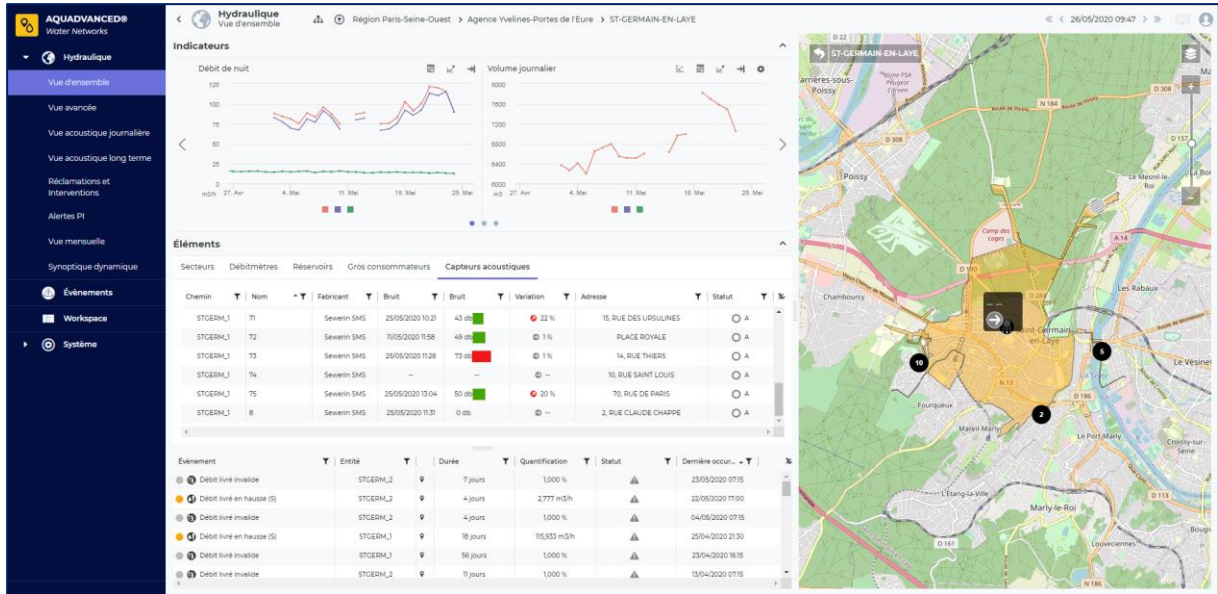 AQUADVANCED®
Water Networks
Hydraulique
Vue d'ensemble
Vue avancée
Vue acoustique journalière
Vue acoustique long terme
Réclamations et
Interventions
Alertes PI
Vue mensuelle
Synoptique dynamique
Évènements
Workspace
Système
Hydraulique
Vue d'ensemble
Région Paris-Seine-Ouest > Agence Yvelines-Portes de l'Eure > ST-GERMAIN-EN-LAYE
26/05/2020 09:47
Indicateurs
Débit de nuit
125
100
75
50
25
0
m3/h
27. Avr 4. Mai 11. Mai 18. Mai 25. Mai
Volume journalier
8000
7600
7200
6800
6400
6000
m3
27. Avr 4. Mai 11. Mai 18. Mai 25. Mai
Éléments
Secteurs Débitmètres Réservoirs Gros consommateurs Capteurs acoustiques
Chemin Nom Fabricant Bruit Bruit Variation Adresse Statut
STGERM_1 71 Sewerin SMS 25/05/2020 10:21 43 db 22 % 15, RUE DES URSULINES A
STGERM_1 72 Sewerin SMS 11/05/2020 11:58 49 db 1 % PLACE ROYALE A
STGERM_1 73 Sewerin SMS 25/05/2020 11:28 73 db 1 % 14, RUE THIERS A
STGERM_1 74 Sewerin SMS -- -- -- 10, RUE SAINT LOUIS A
STGERM_1 75 Sewerin SMS 25/05/2020 13:04 50 db 20 % 70, RUE DE PARIS A
STGERM_1 8 Sewerin SMS 25/05/2020 11:31 0 db -- 2, RUE CLAUDE CHAPPE A
Évènement Entité Durée Quantification Statut Dernière occur...
Débit livré invalide STGERM_2 7 jours 1,000 % 23/05/2020 07:15
Débit livré en hausse (S) STGERM_2 4 jours 2,777 m3/h 22/05/2020 17:00
Débit livré invalide STGERM_2 4 jours 1,000 % 04/05/2020 07:15
Débit livré en hausse (S) STGERM_1 18 jours 115,933 m3/h 25/04/2020 21:30
Débit livré invalide STGERM_1 56 jours 1,000 % 23/04/2020 16:15
Débit livré invalide STGERM_2 11 jours 1,000 % 13/04/2020 07:15
ST-GERMAIN-EN-LAYE
D 22
Carrières-sous-
Poissy
Usine PSA
Peugeot
Citroën
D 308
N 184
Route de Poissy
D 308
D 157
Poissy
Le Mesnil-le-
Roi
Camp des
Loges
A 14
D 190
Les Rabaux
Chambourcy
D 284
Saint-Germain-
en-Laye
5
10
Le Vésinet
La Seine
N 13
D 186
Fourqueux
2
Mareil-Marly
Le Port-Marly
Croissy-sur-
Seine
L'Étang-la-Ville
D 113
Marly-le-Roi
D 161
Louveciennes
N 186